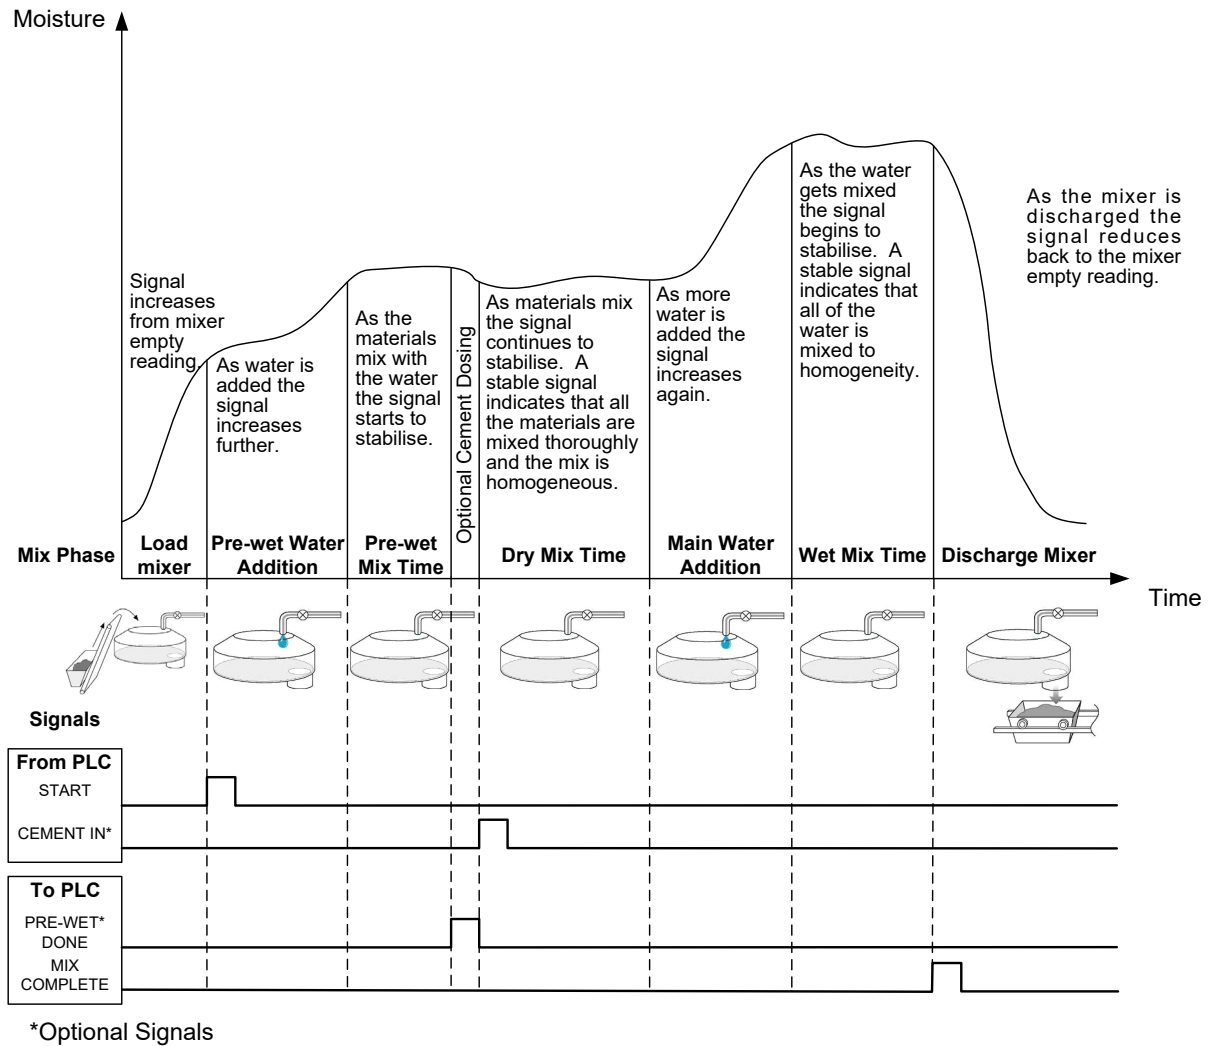 Moisture
Signal
increases
from mixer
empty
reading.
As water is
added the
signal
increases
further.
As the
materials
mix with
the water
the signal
starts to
stabilise.
Optional Cement Dosing
As materials mix
the signal
continues to
stabilise. A
stable signal
indicates that all
the materials are
mixed thoroughly
and the mix is
homogeneous.
As more
water is
added the
signal
increases
again.
As the water
gets mixed
the signal
begins to
stabilise. A
stable signal
indicates that
all of the
water is
mixed to
homogeneity.
As the mixer is
discharged the
signal reduces
back to the mixer
empty reading.
Mix Phase
Load
mixer
Pre-wet Water
Addition
Pre-wet
Mix Time
Dry Mix Time
Main Water
Addition
Wet Mix Time
Discharge Mixer
Time
Signals
From PLC
START
CEMENT IN*
To PLC
PRE-WET*
DONE
MIX
COMPLETE
*Optional Signals